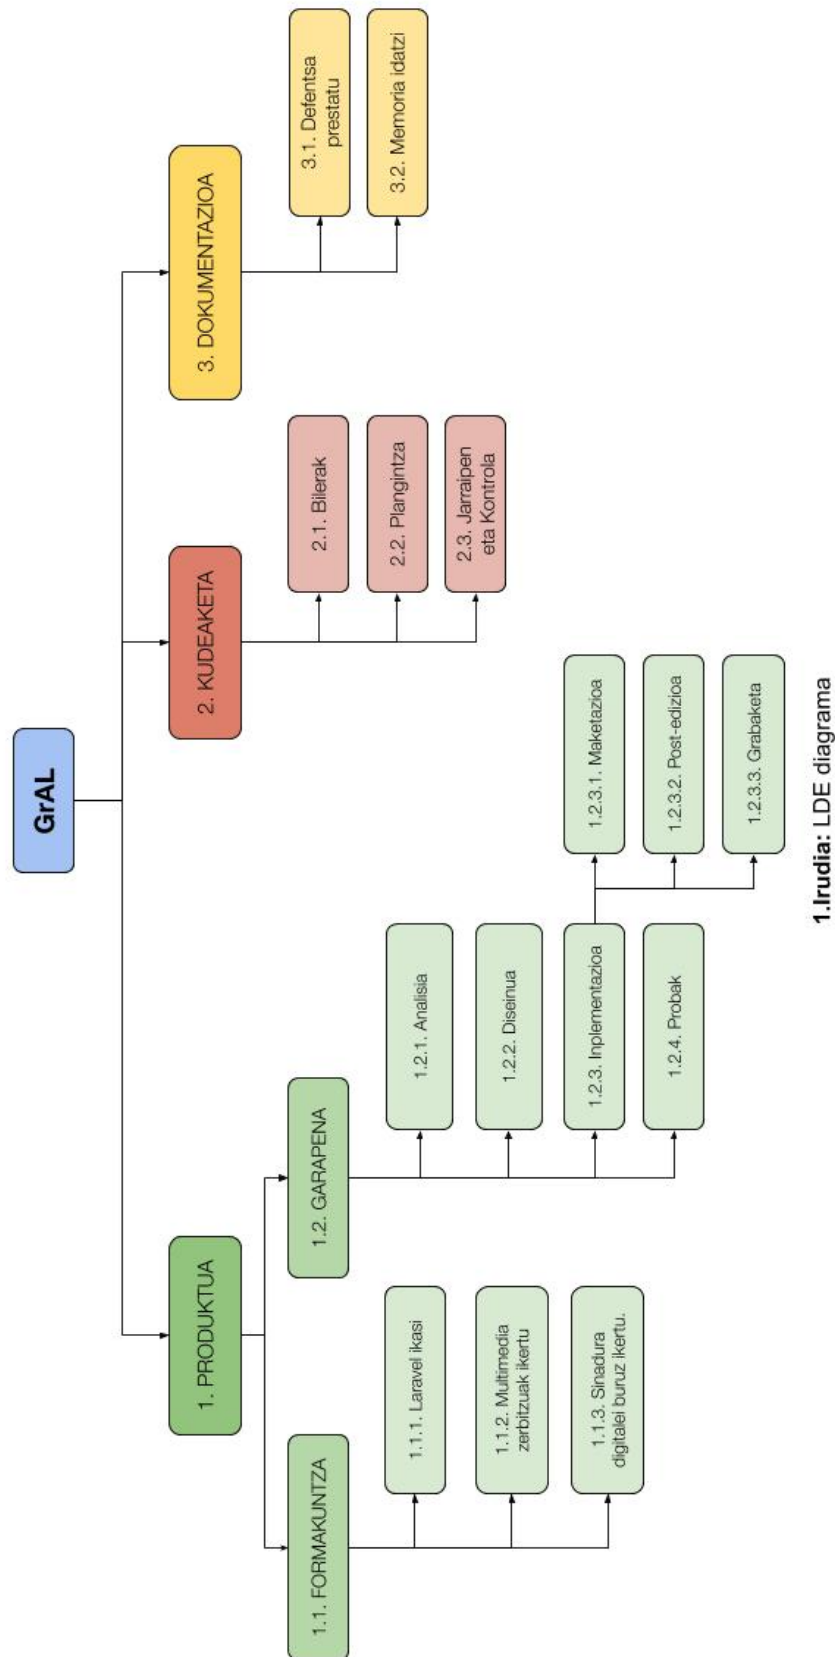 GrAL
1. PRODUKTUA
1.1. FORMAKUNTZA
1.1.1. Laravel ikasi
1.1.2. Multimedia
zerbitzuak ikertu
1.1.3. Sinadura
digitalei buruz ikertu.
1.2. GARAPENA
1.2.1. Analisia
1.2.2. Diseinua
1.2.3. Inplementazioa
1.2.3.1. Maketazioa
1.2.3.2. Post-edizioa
1.2.3.3. Grabaketa
1.2.4. Probak
2. KUDEAKETA
2.1. Bilerak
2.2. Plangintza
2.3. Jarraipen
eta Kontrola
3. DOKUMENTAZIOA
3.1. Defentsa
prestatu
3.2. Memoria idatzi
1.Irudia: LDE diagrama